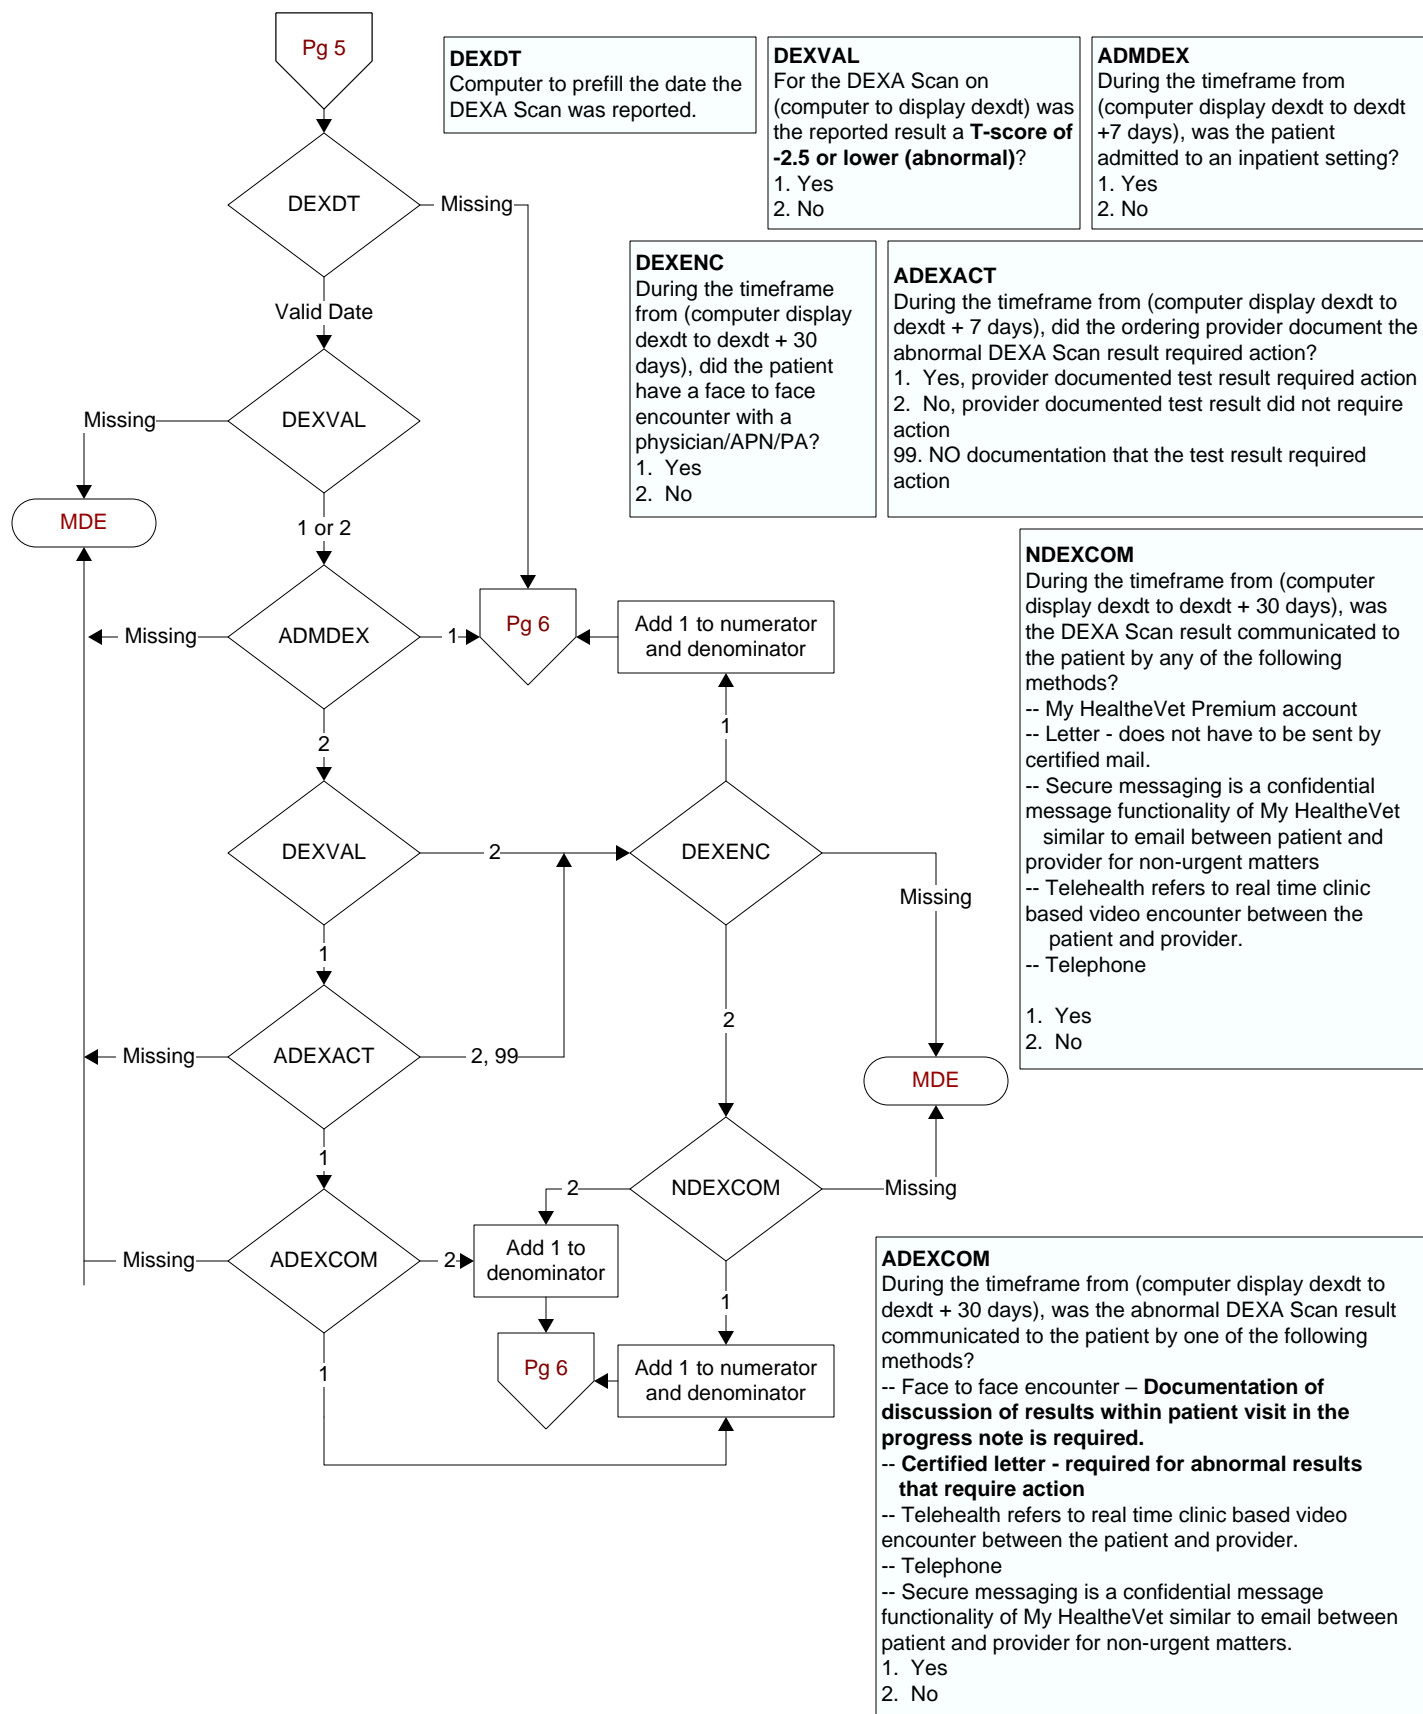 Pg 5
DEXDT
Computer to prefill the date the
DEXA Scan was reported.
DEXVAL
For the DEXA Scan on
(computer to display dexdt) was
the reported result a T-score of
-2.5 or lower (abnormal)?
1. Yes
2. No
ADMDEX
During the timeframe from
(computer display dexdt to dexdt
+7 days), was the patient
admitted to an inpatient setting?
1. Yes
2. No
DEXDT
Missing
Valid Date
DEXENC
During the timeframe
from (computer display
dexdt to dexdt + 30
days), did the patient
have a face to face
encounter with a
physician/APN/PA?
1. Yes
2. No
ADEXACT
During the timeframe from (computer display dexdt to
dexdt + 7 days), did the ordering provider document the
abnormal DEXA Scan result required action?
1. Yes, provider documented test result required action
2. No, provider documented test result did not require
action
99. NO documentation that the test result required
action
Missing
DEXVAL
MDE
1 or 2
NDEXCOM
During the timeframe from (computer
display dexdt to dexdt + 30 days), was
the DEXA Scan result communicated to
the patient by any of the following
methods?
-- My HealtheVet Premium account
-- Letter - does not have to be sent by
certified mail.
-- Secure messaging is a confidential
message functionality of My HealtheVet
similar to email between patient and
provider for non-urgent matters
-- Telehealth refers to real time clinic
based video encounter between the
patient and provider.
-- Telephone
1. Yes
2. No
Missing
ADMDEX
1
Pg 6
Add 1 to numerator
and denominator
2
1
DEXVAL
2
DEXENC
Missing
1
2
Missing
ADEXACT
2, 99
MDE
1
2
NDEXCOM
Missing
Missing
ADEXCOM
2
Add 1 to
denominator
1
1
Pg 6
Add 1 to numerator
and denominator
ADEXCOM
During the timeframe from (computer display dexdt to
dexdt + 30 days), was the abnormal DEXA Scan result
communicated to the patient by one of the following
methods?
-- Face to face encounter – Documentation of
discussion of results within patient visit in the
progress note is required.
-- Certified letter - required for abnormal results
that require action
-- Telehealth refers to real time clinic based video
encounter between the patient and provider.
-- Telephone
-- Secure messaging is a confidential message
functionality of My HealtheVet similar to email between
patient and provider for non-urgent matters.
1. Yes
2. No